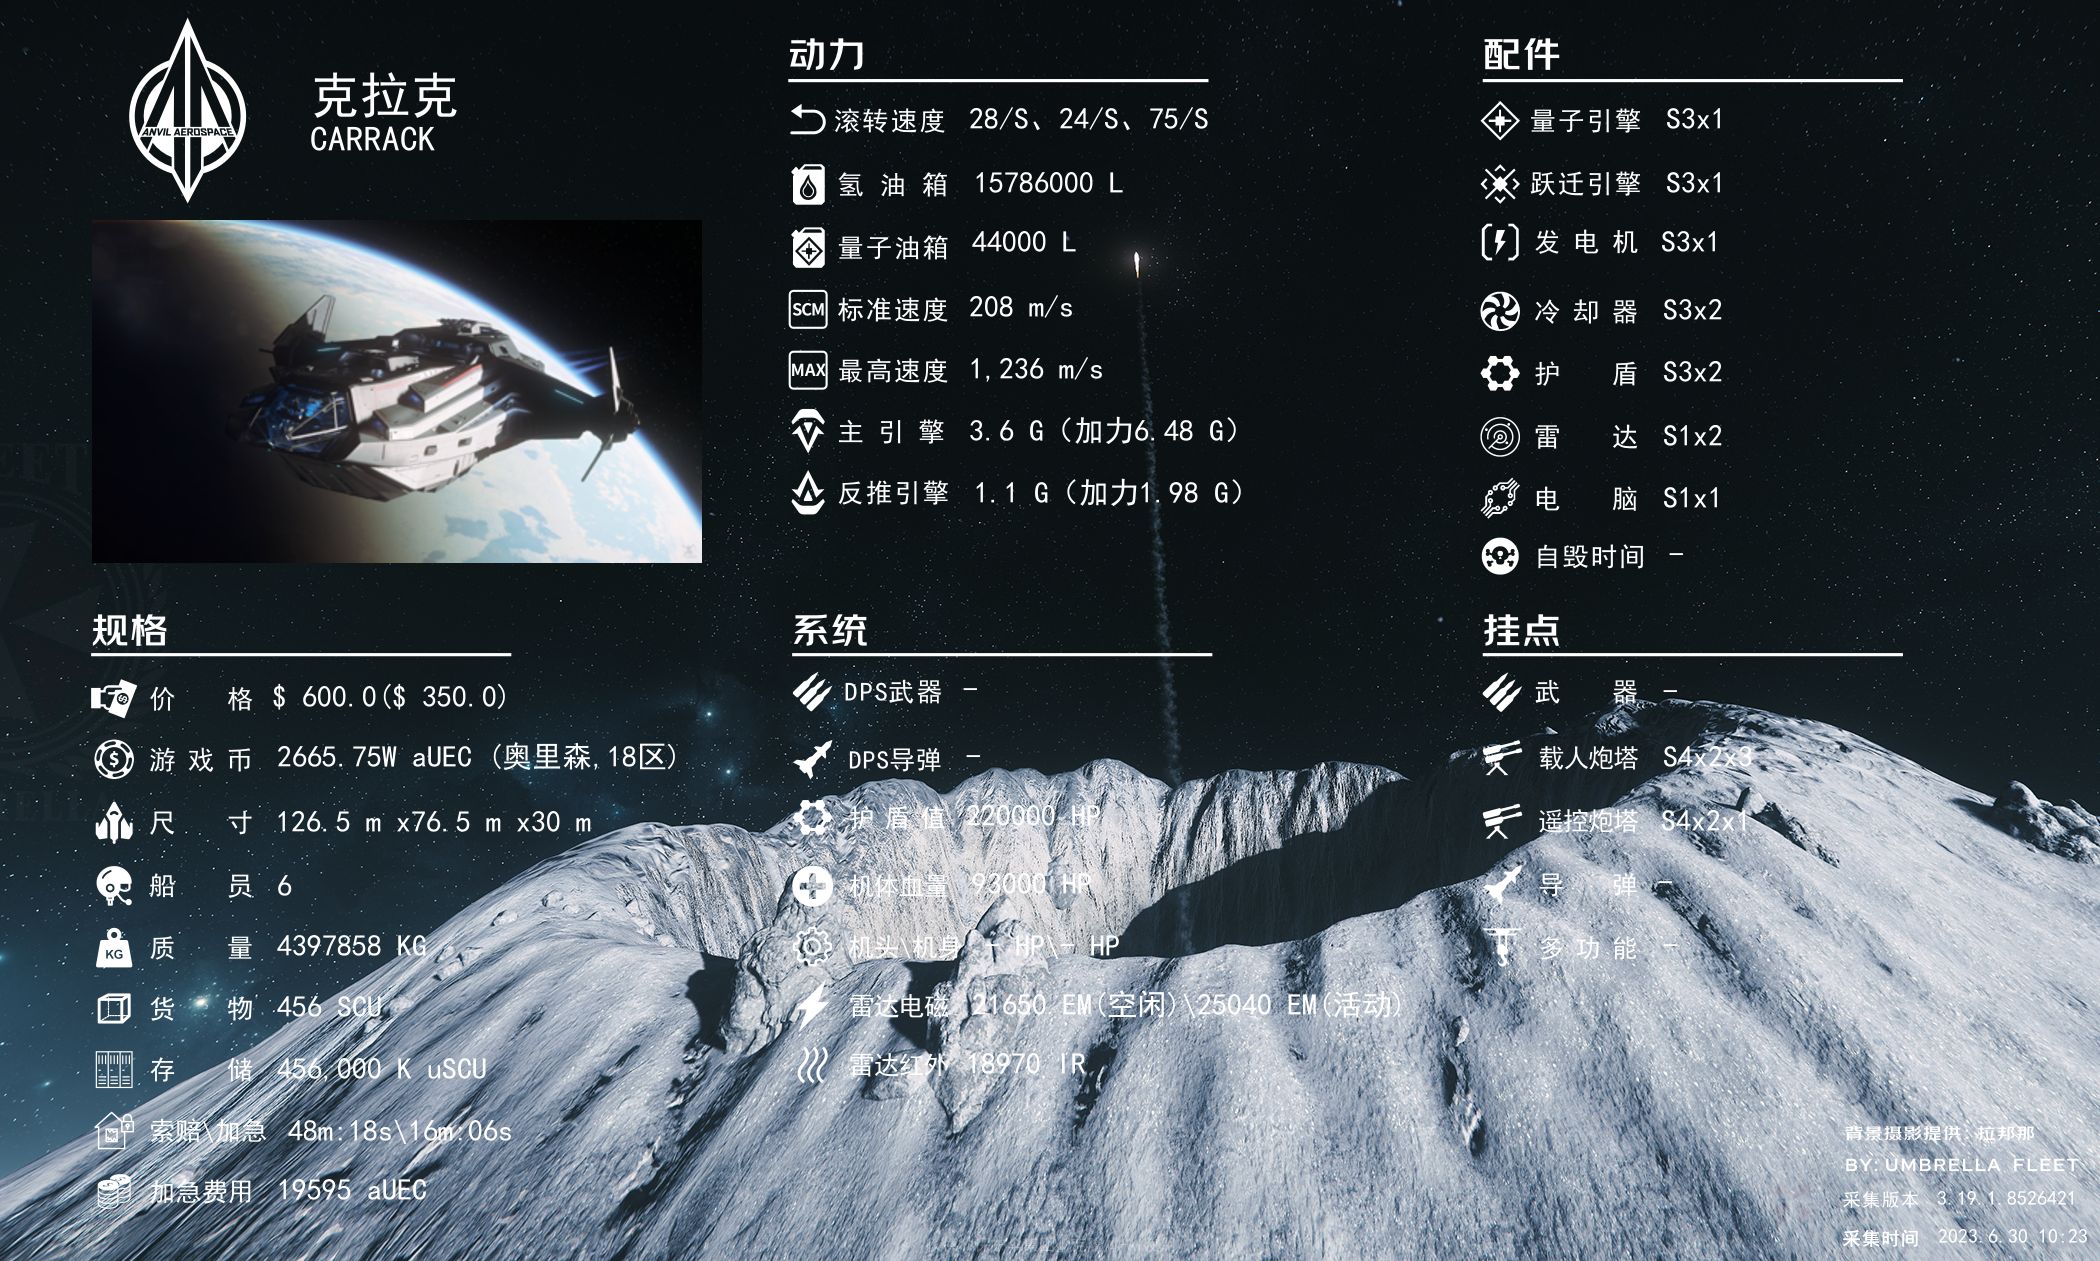 ANVIL AEROSPACE
克拉克
CARRACK
动力
滚转速度 28/S、24/S、75/S
氢油箱 15786000 L
量子油箱 44000 L
SCM 标准速度 208 m/s
MAX 最高速度 1,236 m/s
主引擎 3.6 G（加力6.48 G）
反推引擎 1.1 G（加力1.98 G）
配件
量子引擎 S3x1
跃迁引擎 S3x1
发电机 S3x1
冷却器 S3x2
护盾 S3x2
雷达 S1x2
电脑 S1x1
自毁时间 -
规格
价格 $ 600.0($ 350.0)
游戏币 2665.75W aUEC (奥里森,18区)
尺寸 126.5 m x76.5 m x30 m
船员 6
KG 质量 4397858 KG
货物 456 SCU
存储 456,000 K uSCU
索赔\加急 48m:18s\16m:06s
加急费用 19595 aUEC
系统
DPS武器 -
DPS导弹 -
护盾值 220000 HP
机体血量 93000 HP
机头\机身 - HP\- HP
雷达电磁 21650 EM(空闲)\25040 EM(活动)
雷达红外 18970 IR
挂点
武器 -
载人炮塔 S4x2x3
遥控炮塔 S4x2x1
导弹 -
多功能 -
背景摄影提供：拉邦那
BY: UMBRELLA FLEET
采集版本 3.19.1.8526421
采集时间 2023.6.30 10:23